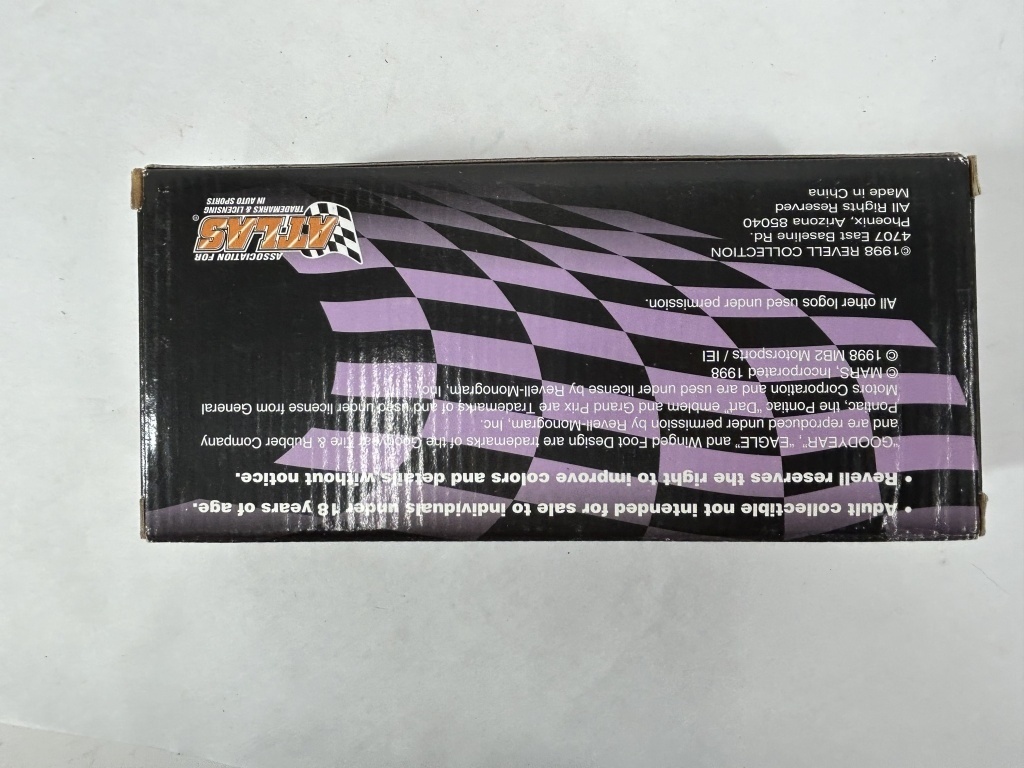 • Adult collectible not intended for sale to individuals under 18 years of age.
• Revell reserves the right to improve colors and details without notice.
"GOODYEAR", "EAGLE" and Winged Foot Design are trademarks of the Goodyear Tire & Rubber Company
and are reproduced under permission by Revell-Monogram, Inc.
Pontiac, the Pontiac "Dart" emblem and Grand Prix are Trademarks of and used under license from General
Motors Corporation and are used under license by Revell-Monogram, Inc.
© MARS, Incorporated 1998
© 1998 MB2 Motorsports / IEI
All other logos used under permission.
©1998 REVELL COLLECTION
4707 East Baseline Rd.
Phoenix, Arizona 85040
All Rights Reserved
Made in China
ASSOCIATION FOR
ATLAS®
TRADEMARKS & LICENSING
IN AUTO SPORTS